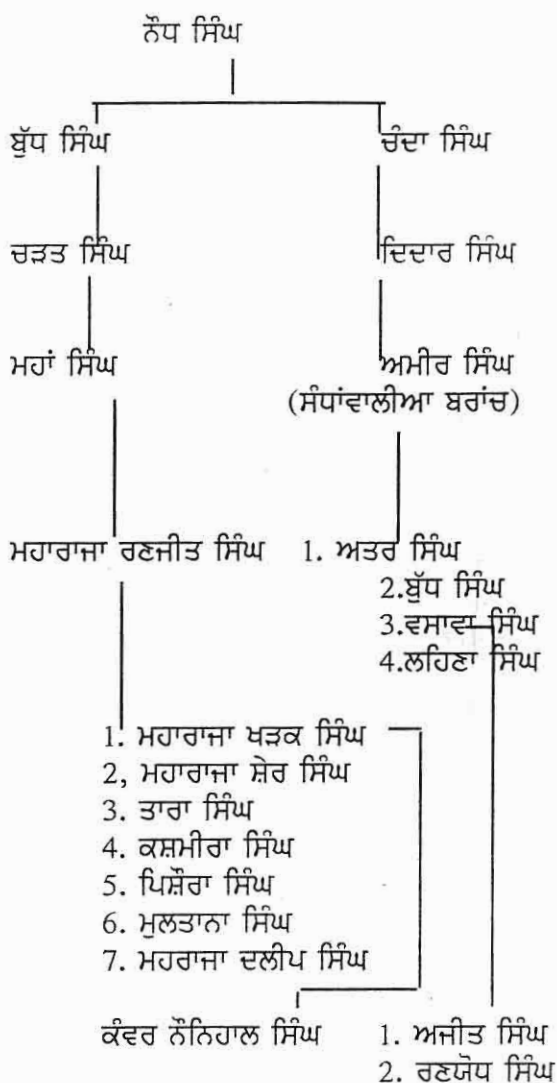 ਨੌਧ ਸਿੰਘ
ਬੁੱਧ ਸਿੰਘ ਚੰਦਾ ਸਿੰਘ
ਚੜਤ ਸਿੰਘ ਦਿਦਾਰ ਸਿੰਘ
ਮਹਾਂ ਸਿੰਘ ਅਮੀਰ ਸਿੰਘ
(ਸੰਧਾਂਵਾਲੀਆ ਬਰਾਂਚ)
ਮਹਾਰਾਜਾ ਰਣਜੀਤ ਸਿੰਘ 1. ਅਤਰ ਸਿੰਘ
2.ਬੁੱਧ ਸਿੰਘ
3.ਵਸਾਵਾ ਸਿੰਘ
4.ਲਹਿਣਾ ਸਿੰਘ
1. ਮਹਾਰਾਜਾ ਖੜਕ ਸਿੰਘ
2, ਮਹਾਰਾਜਾ ਸ਼ੇਰ ਸਿੰਘ
3. ਤਾਰਾ ਸਿੰਘ
4. ਕਸ਼ਮੀਰਾ ਸਿੰਘ
5. ਪਿਸ਼ੌਰਾ ਸਿੰਘ
6. ਮੁਲਤਾਨਾ ਸਿੰਘ
7. ਮਹਰਾਜਾ ਦਲੀਪ ਸਿੰਘ
ਕੰਵਰ ਨੌਨਿਹਾਲ ਸਿੰਘ 1. ਅਜੀਤ ਸਿੰਘ
2. ਰਣਯੋਧ ਸਿੰਘ